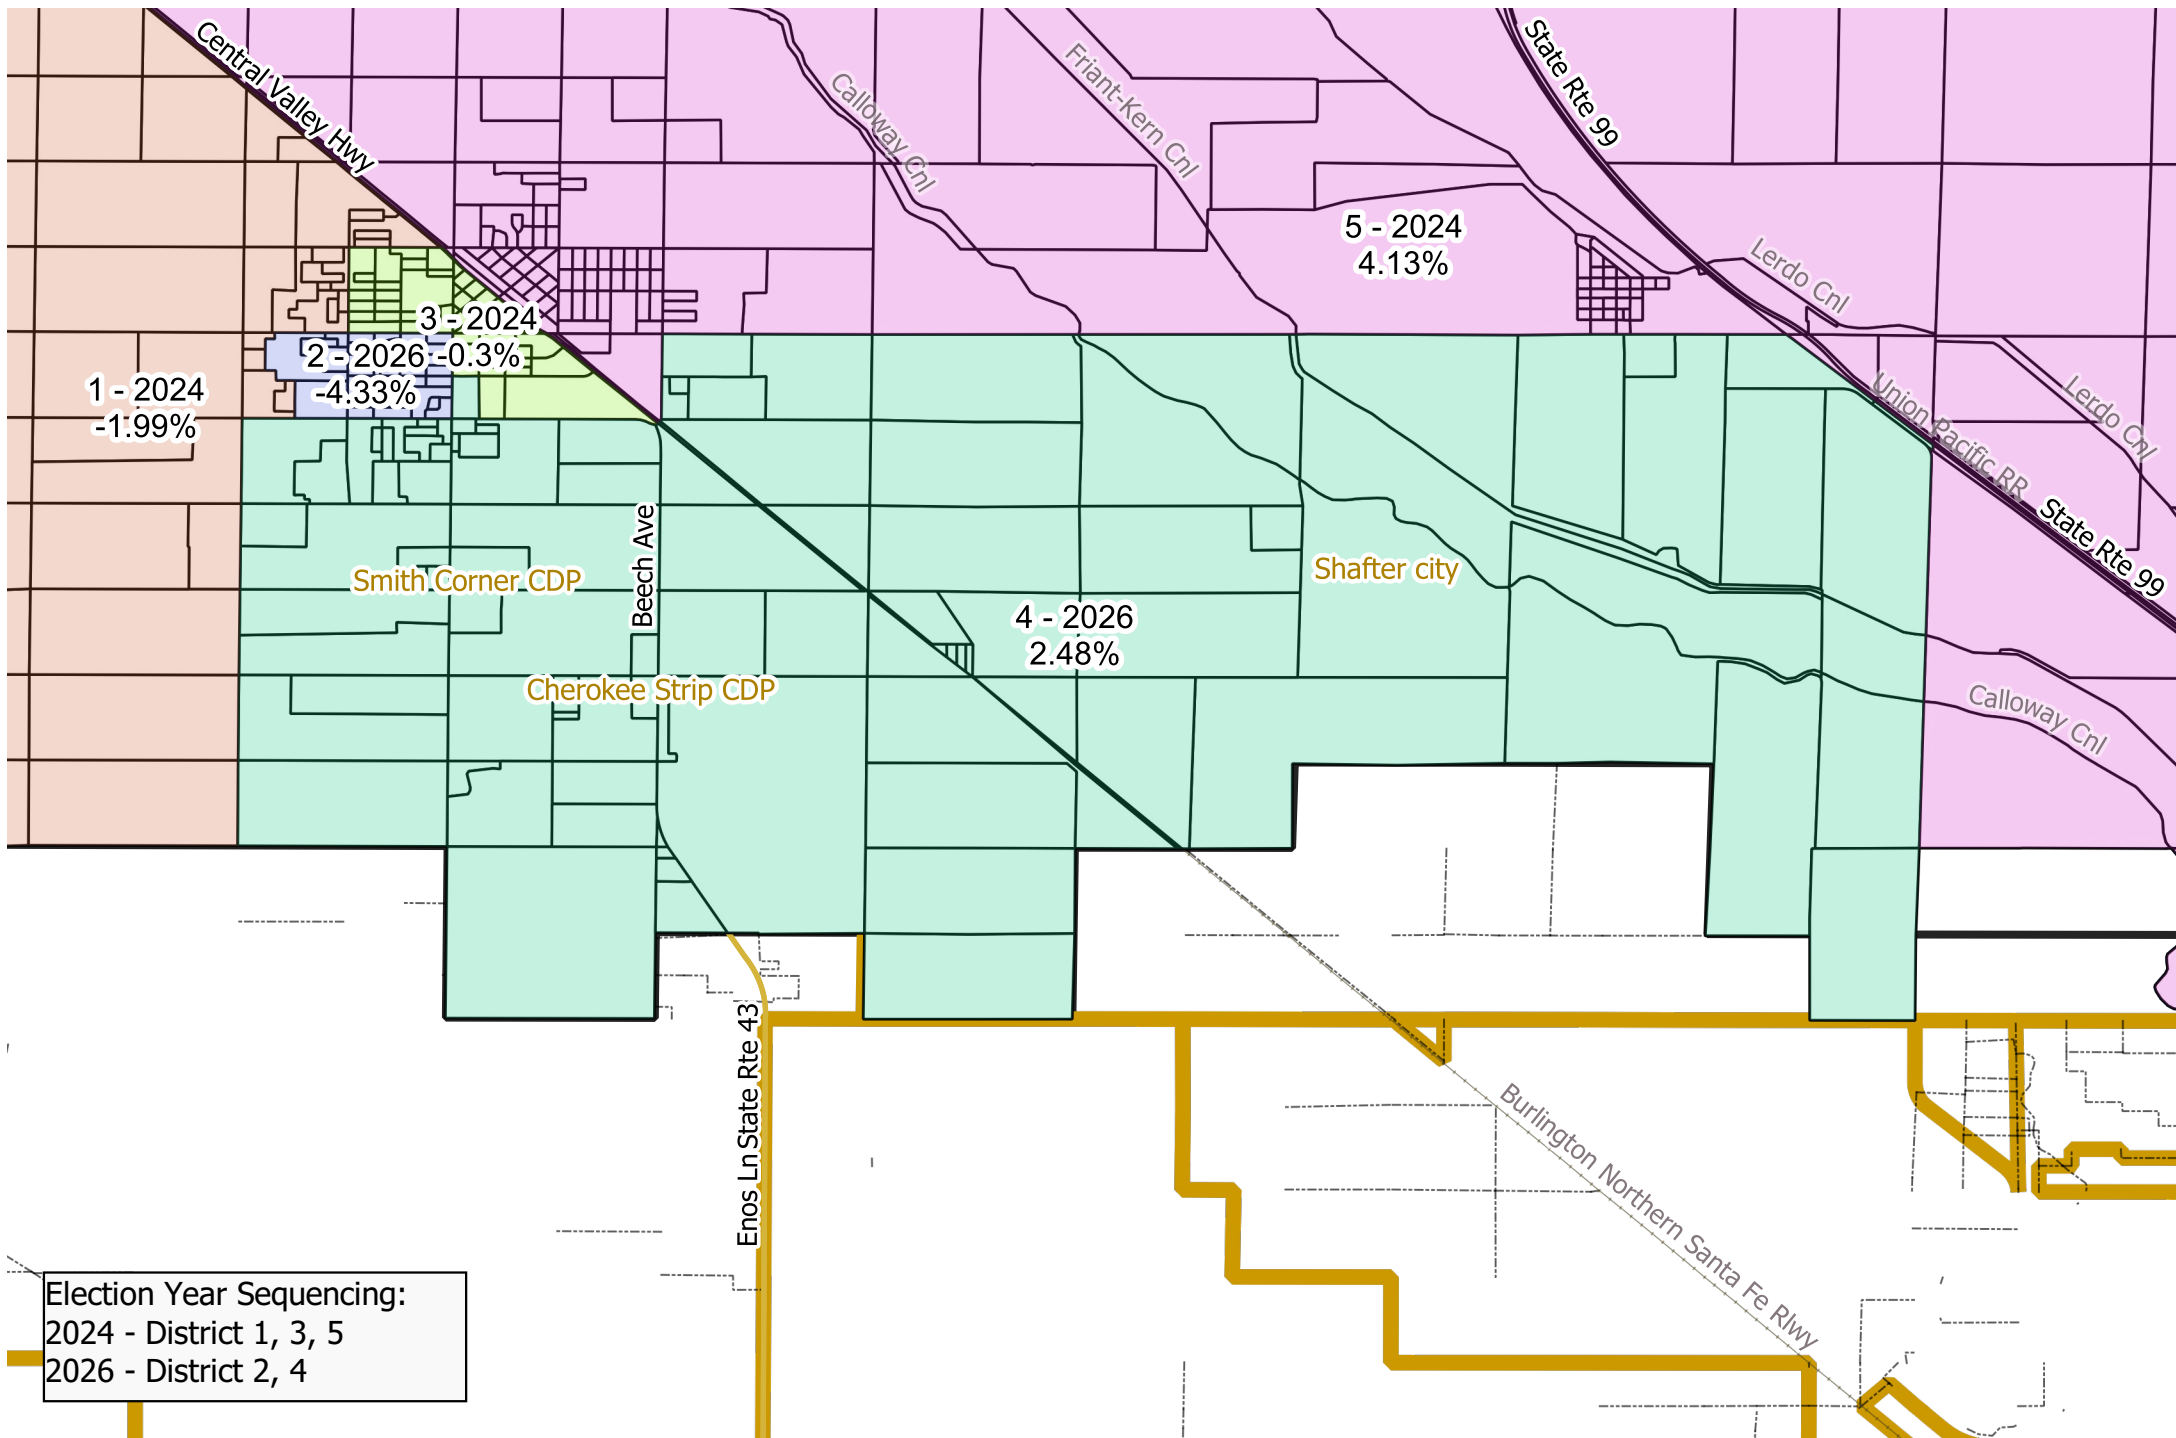 Central Valley Hwy
Calloway Cnl
Friant-Kern Cnl
State Rte 99
5 - 2024
4.13%
Lerdo Cnl
3 - 2024
-0.3%
2 - 2026
-4.33%
1 - 2024
-1.99%
Union Pacific RR
Lerdo Cnl
State Rte 99
Beech Ave
Smith Corner CDP
Shafter city
4 - 2026
2.48%
Cherokee Strip CDP
Calloway Cnl
Enos Ln
State Rte 43
Burlington Northern Santa Fe Rlwy
Election Year Sequencing:
2024 - District 1, 3, 5
2026 - District 2, 4